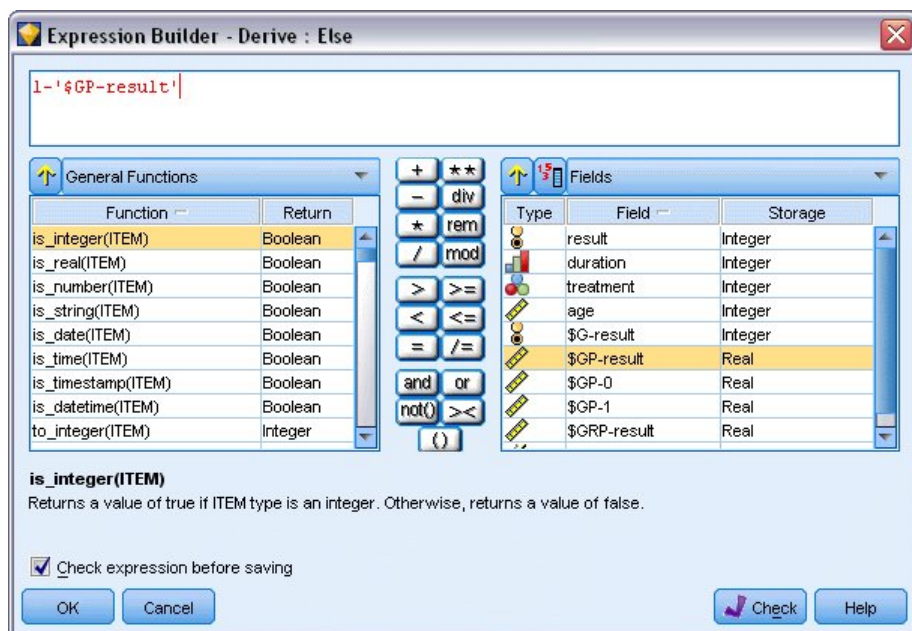 Expression Builder - Derive : Else
1-'$GP-result'
General Functions
Function Return
is_integer(ITEM) Boolean
is_real(ITEM) Boolean
is_number(ITEM) Boolean
is_string(ITEM) Boolean
is_date(ITEM) Boolean
is_time(ITEM) Boolean
is_timestamp(ITEM) Boolean
is_datetime(ITEM) Boolean
to_integer(ITEM) Integer
+ **
- div
* rem
/ mod
> >=
< <=
= /=
and or
not() ><
()
Fields
Type Field Storage
result Integer
duration Integer
treatment Integer
age Integer
$G-result Integer
$GP-result Real
$GP-0 Real
$GP-1 Real
$GRP-result Real
is_integer(ITEM)
Returns a value of true if ITEM type is an integer. Otherwise, returns a value of false.
Check expression before saving
OK Cancel Check Help